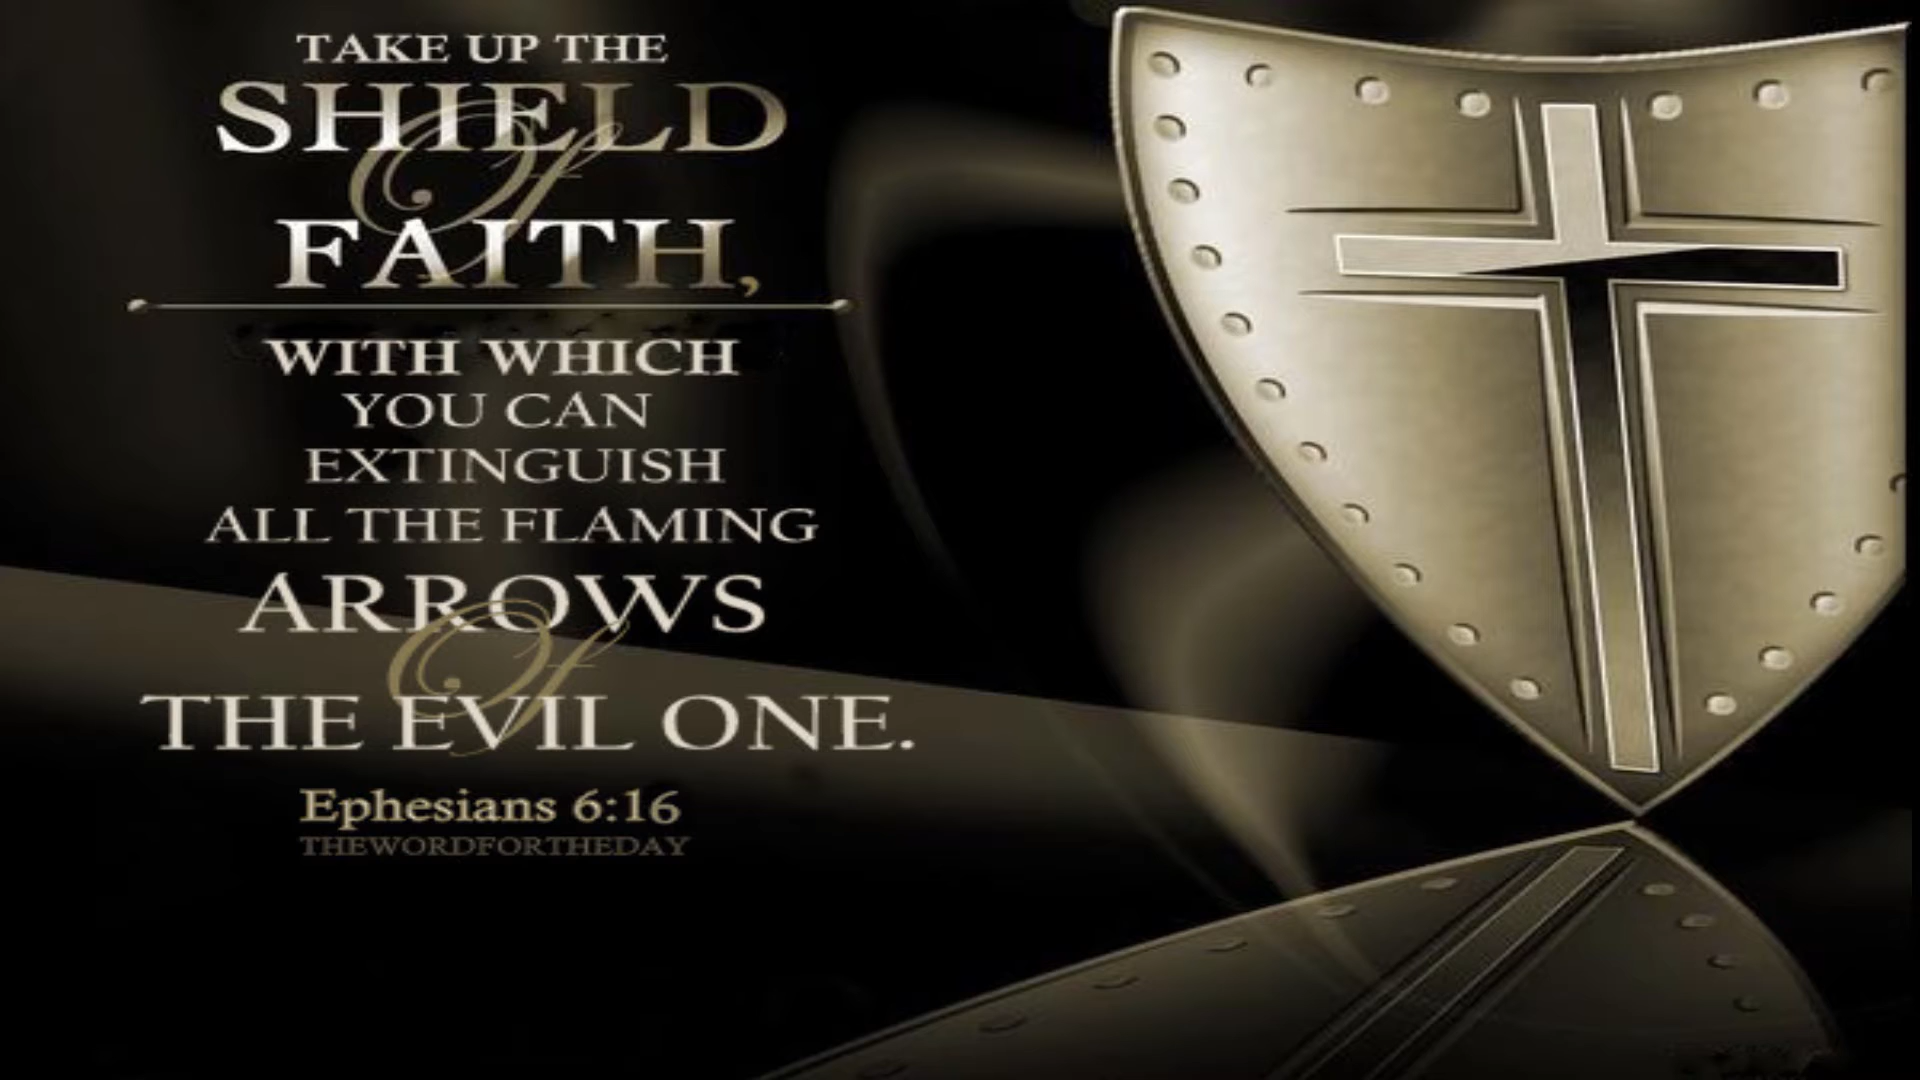 TAKE UP THE
SHIELD
Of
FAITH,
WITH WHICH
YOU CAN
EXTINGUISH
ALL THE FLAMING
ARROWS
Of
THE EVIL ONE.
Ephesians 6:16
THEWORDFORTHEDAY